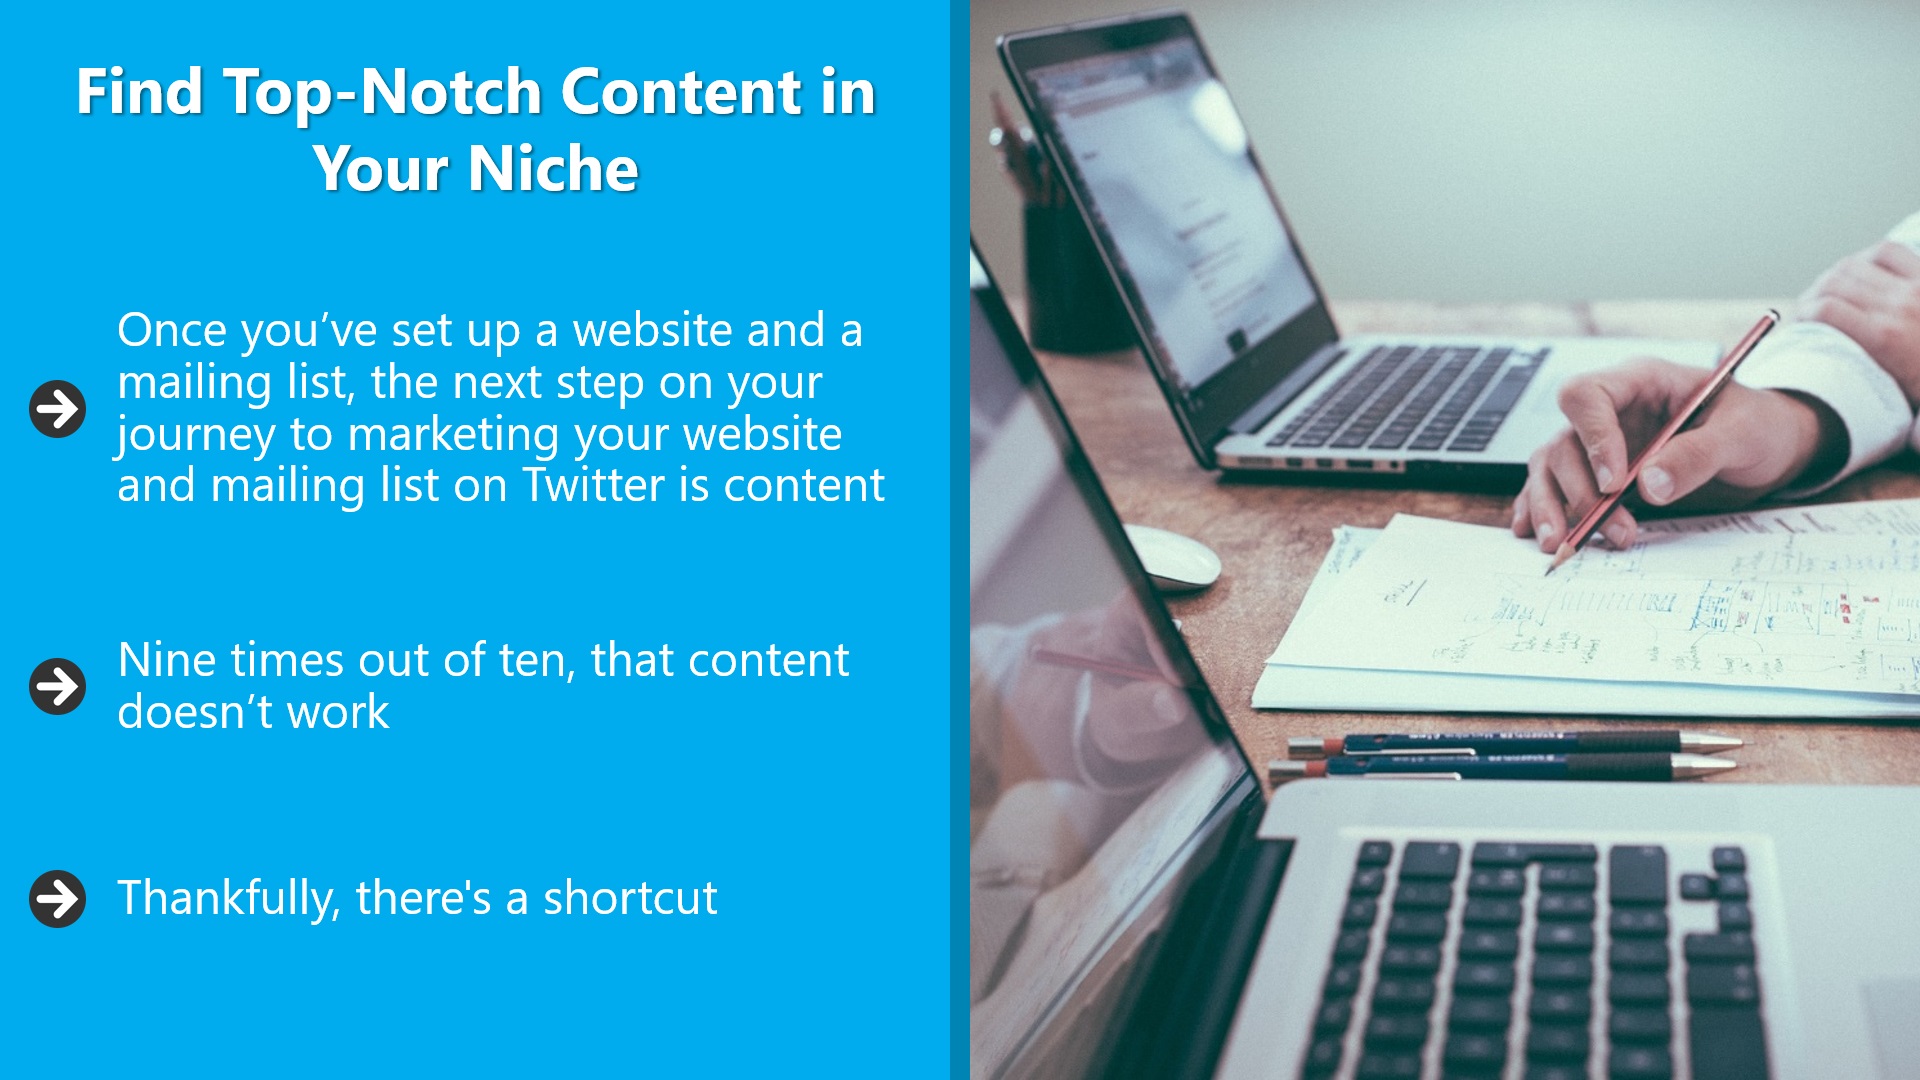 Find Top-Notch Content in
Your Niche
Once you’ve set up a website and a
mailing list, the next step on your
journey to marketing your website
and mailing list on Twitter is content
Nine times out of ten, that content
doesn’t work
Thankfully, there's a shortcut